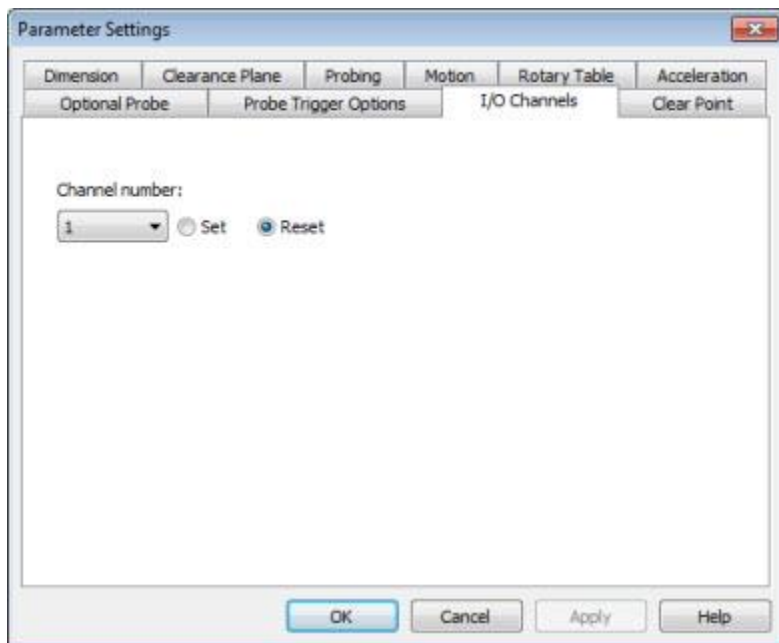 Parameter Settings
Dimension Clearance Plane Probing Motion Rotary Table Acceleration
Optional Probe Probe Trigger Options I/O Channels Clear Point
Channel number:
1 Set Reset
OK Cancel Apply Help